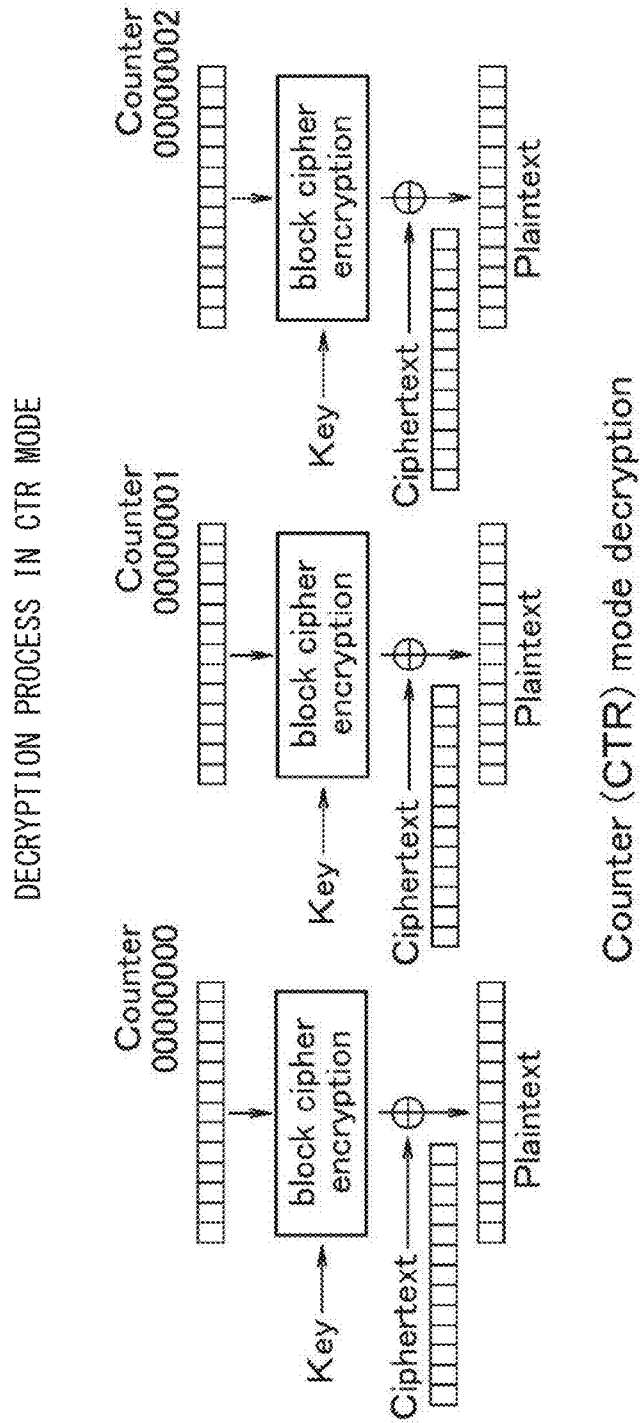 DECRYPTION PROCESS IN CTR MODE
Counter
00000000
Key
block cipher
encryption
Ciphertext
Plaintext
Counter
00000001
Key
block cipher
encryption
Ciphertext
Plaintext
Counter
00000002
Key
block cipher
encryption
Ciphertext
Plaintext
Counter (CTR) mode decryption